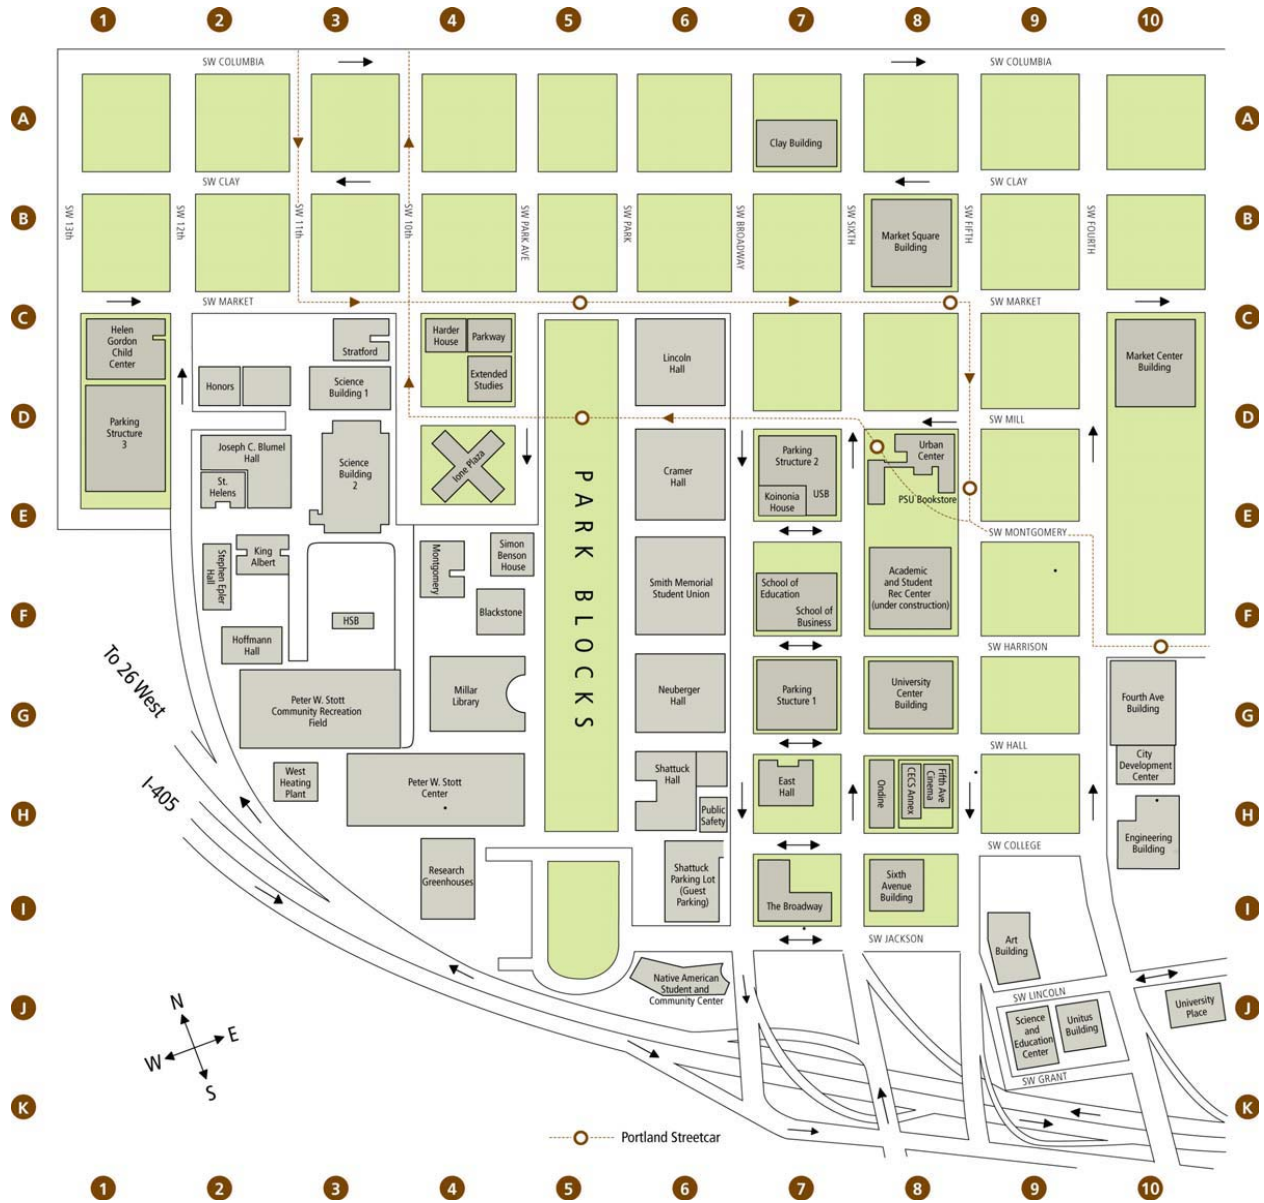 1 2 3 4 5 6 7 8 9 10
SW COLUMBIA
SW COLUMBIA
A
A
Clay Building
SW CLAY
SW CLAY
B
B
SW 13th
SW 12th
SW 11th
SW 10th
SW PARK AVE
SW PARK
SW BROADWAY
SW SIXTH
SW FIFTH
SW FOURTH
Market Square
Building
SW MARKET
SW MARKET
C
C
Helen
Gordon
Child
Center
Stratford
Harder
House
Parkway
Extended
Studies
Lincoln
Hall
Market Center
Building
Honors
Science
Building 1
D
D
SW MILL
Parking
Structure
3
Joseph C. Blumel
Hall
St.
Helens
Science
Building
2
Ione Plaza
PARK BLOCKS
Cramer
Hall
Parking
Structure 2
Koinonia
House
USB
Urban
Center
PSU Bookstore
E
E
SW MONTGOMERY
Stephen Epler
Hall
King
Albert
Montgomery
Simon
Benson
House
Blackstone
HSB
Smith Memorial
Student Union
School of
Education
School of
Business
Academic
and Student
Rec Center
(under construction)
F
F
Hoffmann
Hall
SW HARRISON
To 26 West
Peter W. Stott
Community Recreation
Field
Millar
Library
Neuberger
Hall
Parking
Stucture 1
University
Center
Building
Fourth Ave
Building
G
G
SW HALL
City
Development
Center
I-405
West
Heating
Plant
Peter W. Stott
Center
Shattuck
Hall
Public
Safety
East
Hall
Ondine
CECS Annex
Fifth Ave
Cinema
H
H
Engineering
Building
SW COLLEGE
Research
Greenhouses
Shattuck
Parking Lot
(Guest
Parking)
The Broadway
Sixth
Avenue
Building
I
I
SW JACKSON
Art
Building
Native American
Student and
Community Center
SW LINCOLN
University
Place
J
J
Science
and
Education
Center
Unitus
Building
SW GRANT
N
W E
S
K
K
Portland Streetcar
1 2 3 4 5 6 7 8 9 10